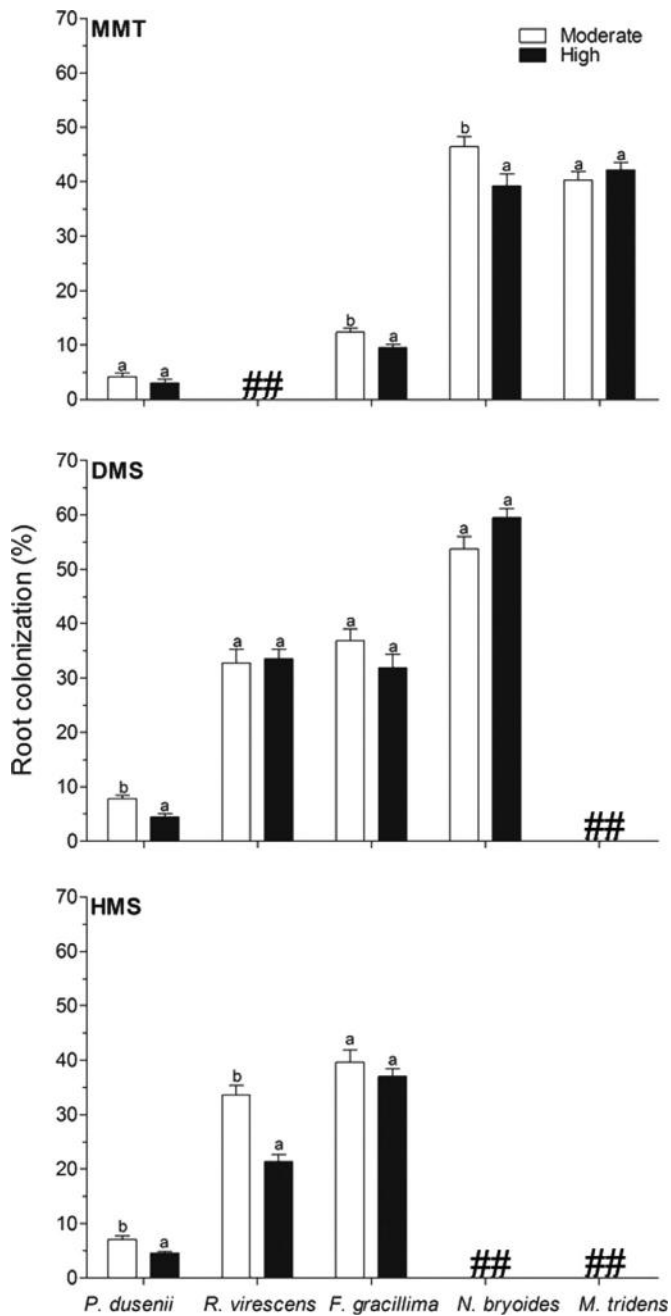 MMT
Moderate
High
70
60
50
40
30
20
10
0
a
a
##
b
a
b
a
a
a
DMS
70
60
50
40
30
20
10
0
b
a
a
a
a
a
a
a
##
Root colonization (%)
HMS
70
60
50
40
30
20
10
0
b
a
b
a
a
a
##
##
P. dusenii R. virescens F. gracillima N. bryoides M. tridens